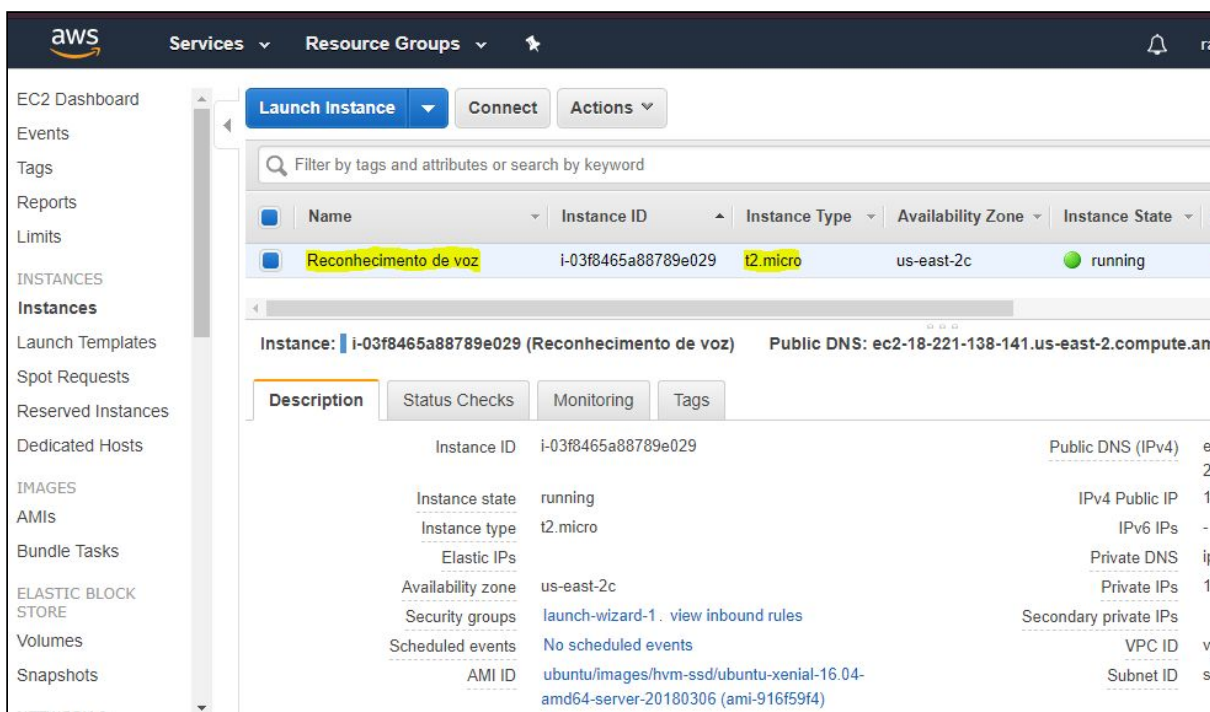 aws Services Resource Groups
EC2 Dashboard
Events
Tags
Reports
Limits
INSTANCES
Instances
Launch Templates
Spot Requests
Reserved Instances
Dedicated Hosts
IMAGES
AMIs
Bundle Tasks
ELASTIC BLOCK
STORE
Volumes
Snapshots
Launch Instance Connect Actions
Filter by tags and attributes or search by keyword
Name Instance ID Instance Type Availability Zone Instance State
Reconhecimento de voz i-03f8465a88789e029 t2.micro us-east-2c running
Instance: i-03f8465a88789e029 (Reconhecimento de voz) Public DNS: ec2-18-221-138-141.us-east-2.compute.am
Description Status Checks Monitoring Tags
Instance ID i-03f8465a88789e029
Instance state running
Instance type t2.micro
Elastic IPs
Availability zone us-east-2c
Security groups launch-wizard-1. view inbound rules
Scheduled events No scheduled events
AMI ID ubuntu/images/hvm-ssd/ubuntu-xenial-16.04-
amd64-server-20180306 (ami-916f59f4)
Public DNS (IPv4) e
2
IPv4 Public IP 1
IPv6 IPs -
Private DNS ip
Private IPs 1
Secondary private IPs
VPC ID v
Subnet ID s